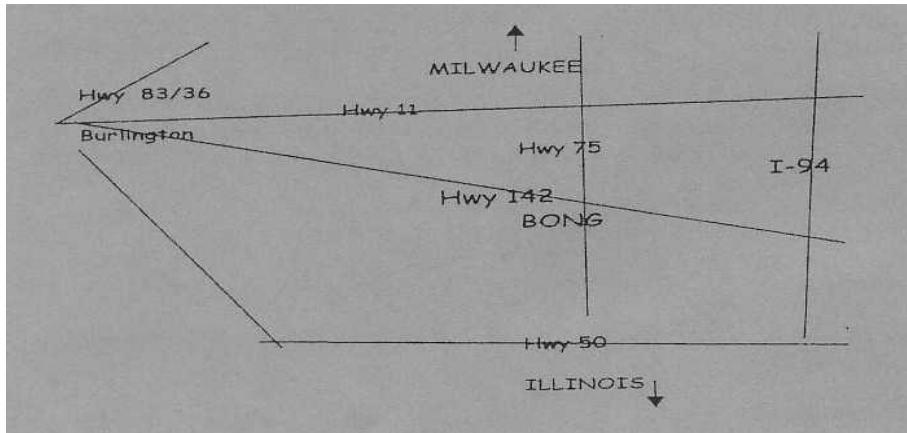 MILWAUKEE
Hwy 83/36
Hwy 11
Burlington
Hwy 75
I-94
Hwy 142
BONG
Hwy 50
ILLINOIS